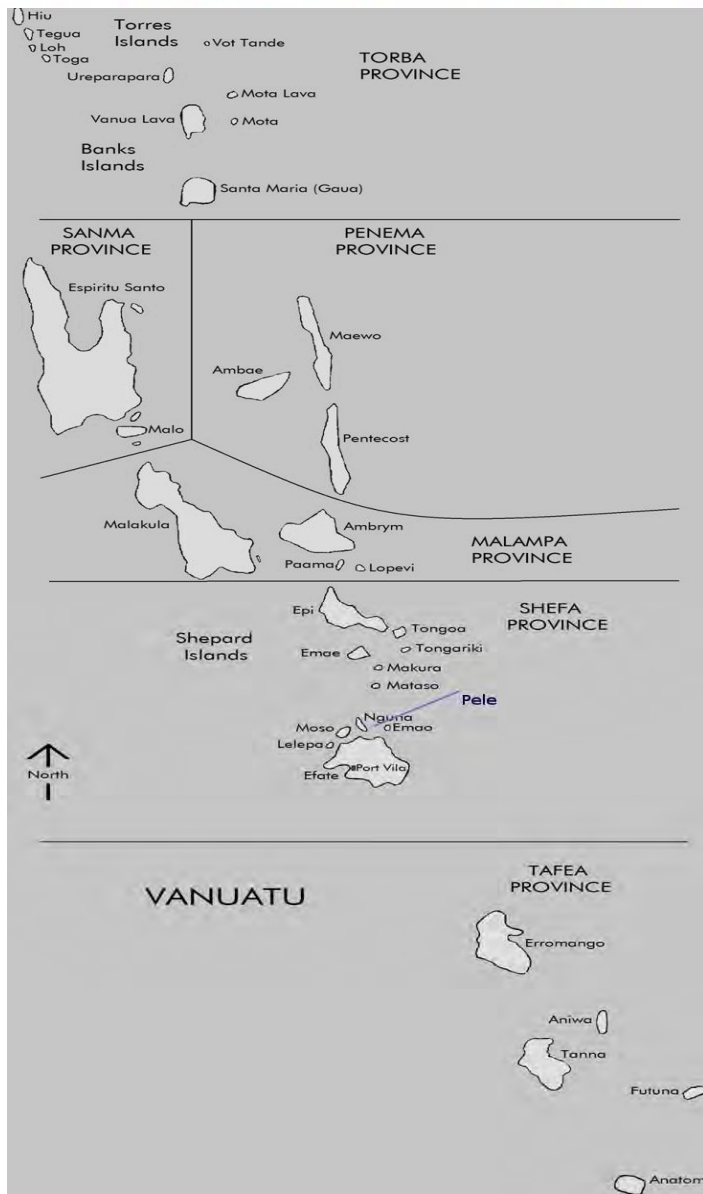 Hiu
Torres
Islands
Tegua
Loh
Toga
Vot Tande
TORBA
PROVINCE
Ureparapara
Mota Lava
Vanua Lava
Mota
Banks
Islands
Santa Maria (Gaua)
SANMA
PROVINCE
PENEMA
PROVINCE
Espiritu Santo
Maewo
Ambae
Malo
Pentecost
Malakula
Ambrym
MALAMPA
PROVINCE
Paama
Lopevi
Epi
SHEFA
PROVINCE
Shepard
Islands
Tongoa
Emae
Tongariki
Makura
Mataso
Pele
Nguna
Moso
Emao
Lelepa
Efate
Port Vila
North
VANUATU
TAFEA
PROVINCE
Erromango
Aniwa
Tanna
Futuna
Anatom